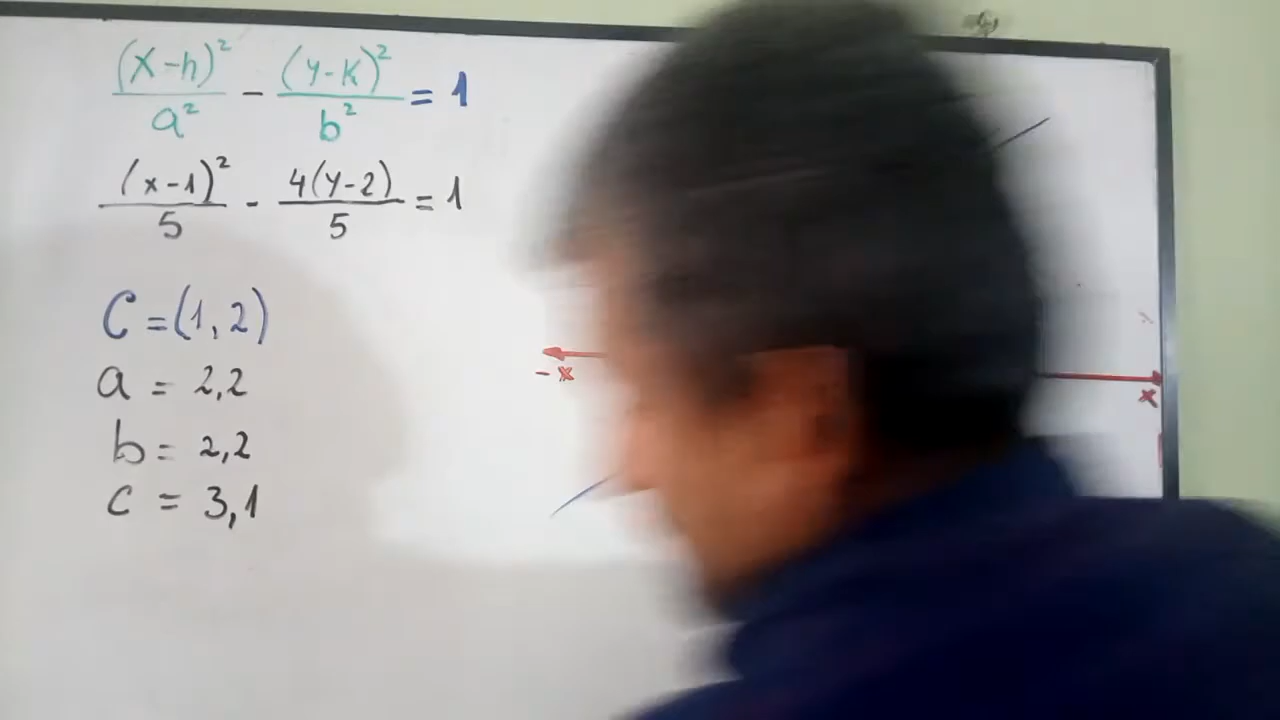 (x-h)² / a² - (y-k)² / b² = 1
(x-1)² / 5 - 4(y-2) / 5 = 1
C = (1, 2)
a = 2,2
b = 2,2
c = 3,1
-x
x